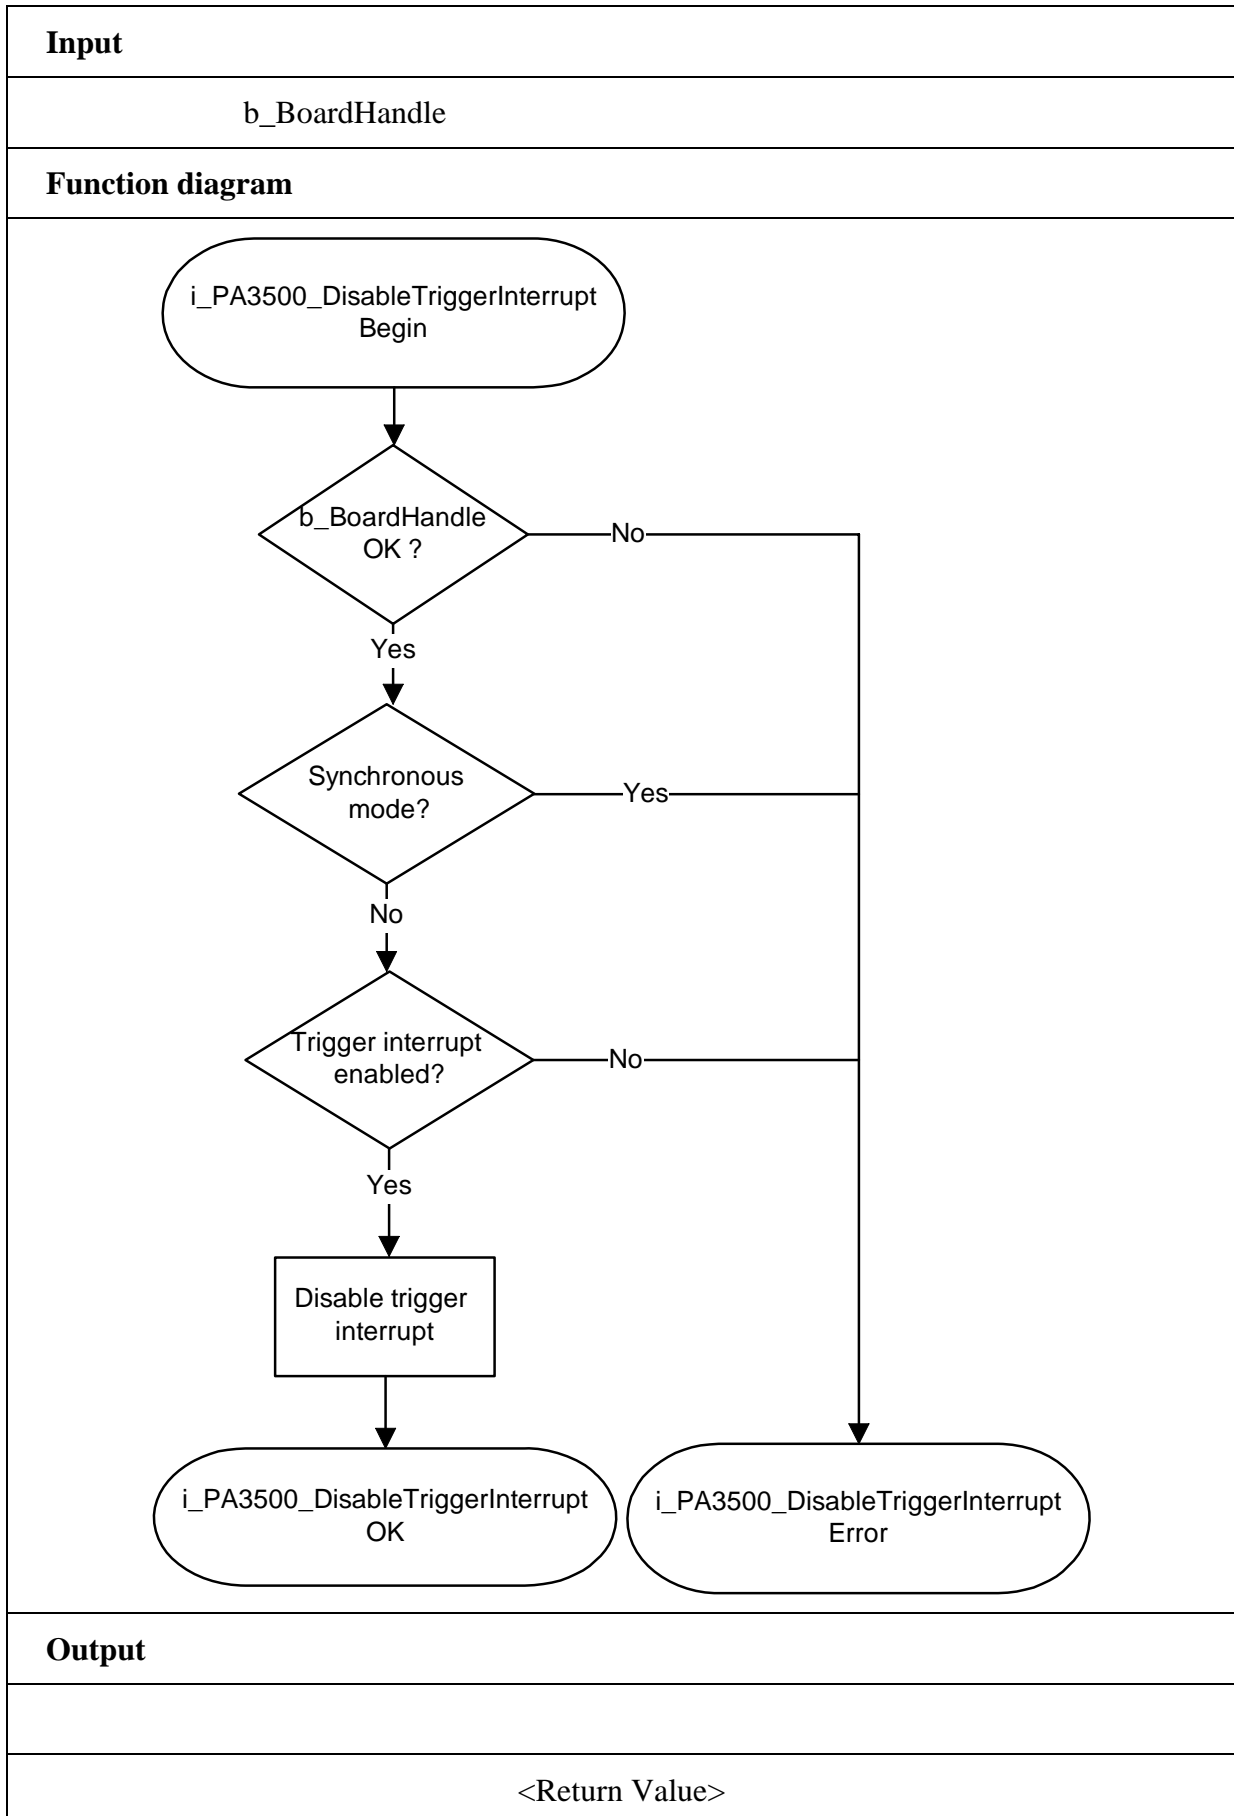 Input
b_BoardHandle
Function diagram
i_PA3500_DisableTriggerInterrupt
Begin
b_BoardHandle
OK ?
No
Yes
Synchronous
mode?
Yes
No
Trigger interrupt
enabled?
No
Yes
Disable trigger
interrupt
i_PA3500_DisableTriggerInterrupt
OK
i_PA3500_DisableTriggerInterrupt
Error
Output
<Return Value>